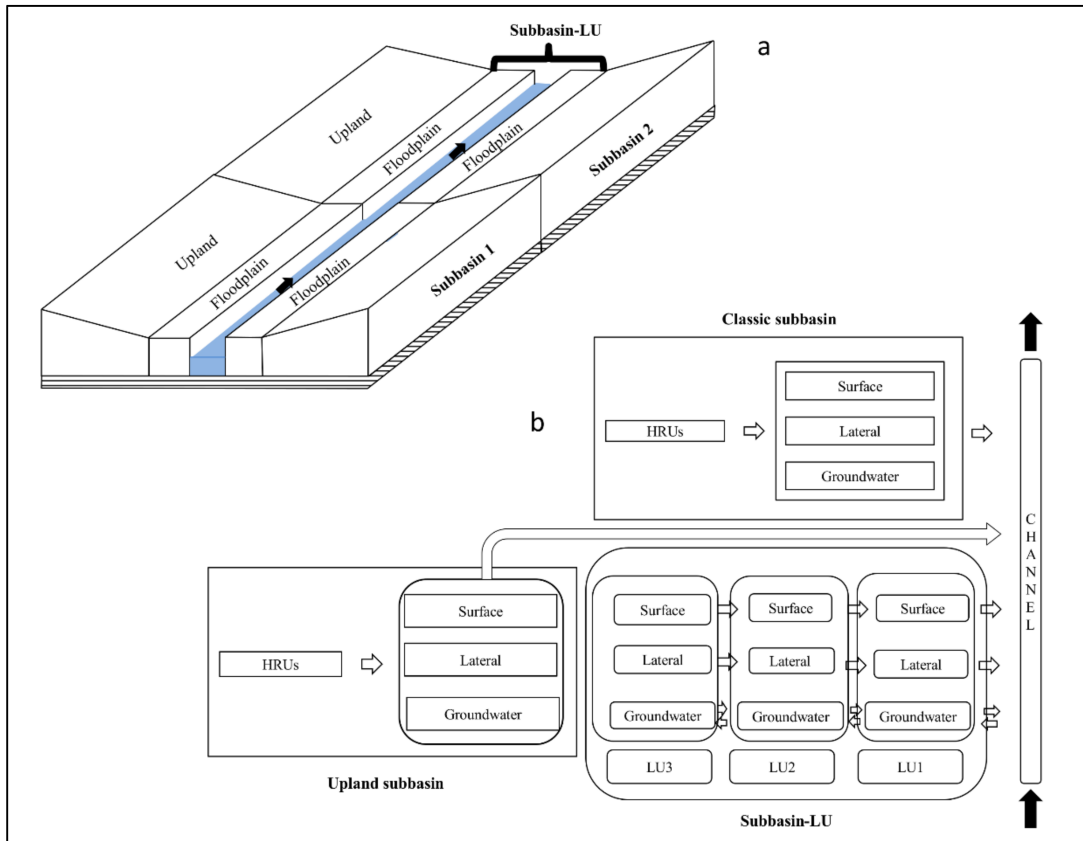 Subbasin-LU
a
Upland
Floodplain
Floodplain
Subbasin 2
Upland
Floodplain
Floodplain
Subbasin 1
Classic subbasin
b
HRUs
Surface
Lateral
Groundwater
CHANNEL
HRUs
Surface
Lateral
Groundwater
Upland subbasin
Surface
Surface
Surface
Lateral
Lateral
Lateral
Groundwater
Groundwater
Groundwater
LU3
LU2
LU1
Subbasin-LU